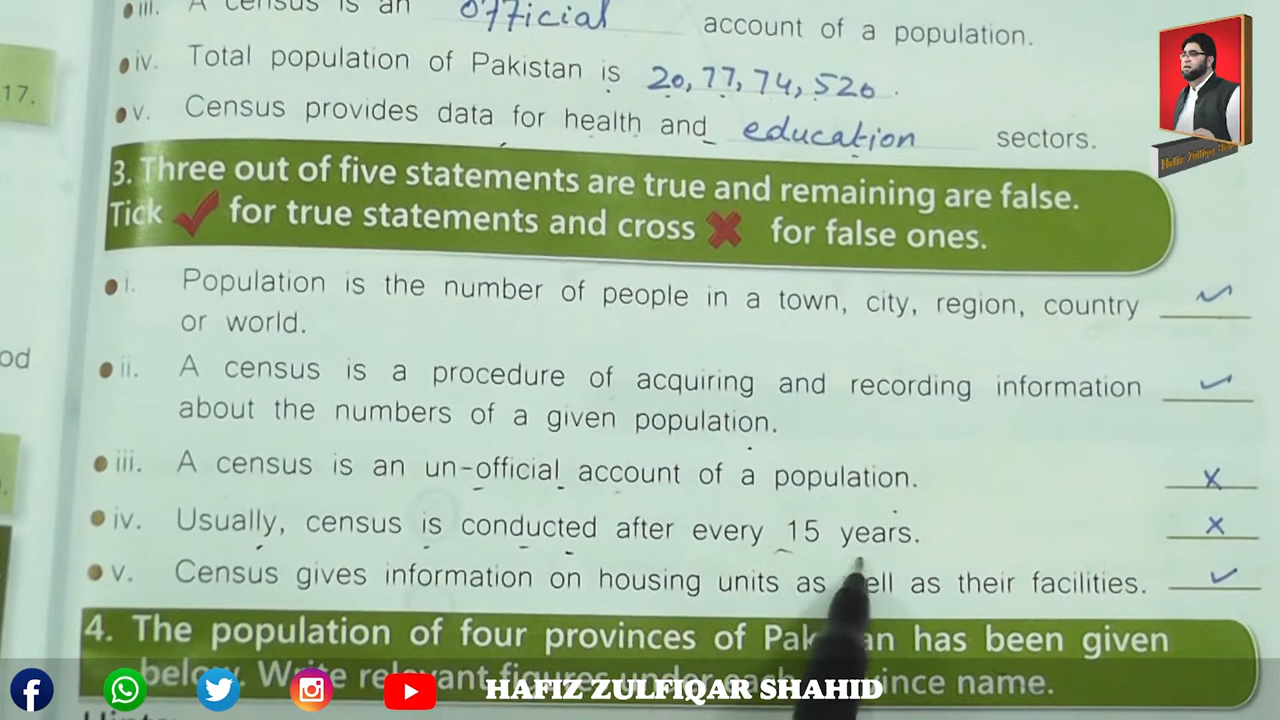 iii. A census is an official account of a population.
17.
iv. Total population of Pakistan is 20,77,74,520.
v. Census provides data for health and education sectors.
3. Three out of five statements are true and remaining are false.
Tick ✓ for true statements and cross ✗ for false ones.
i. Population is the number of people in a town, city, region, country ✓
or world.
od
ii. A census is a procedure of acquiring and recording information ✓
about the numbers of a given population.
iii. A census is an un-official account of a population. ✗
iv. Usually, census is conducted after every 15 years. ✗
v. Census gives information on housing units as well as their facilities. ✓
4. The population of four provinces of Pakistan has been given
below. Write relevant figures under each province name.
HAFIZ ZULFIQAR SHAHID